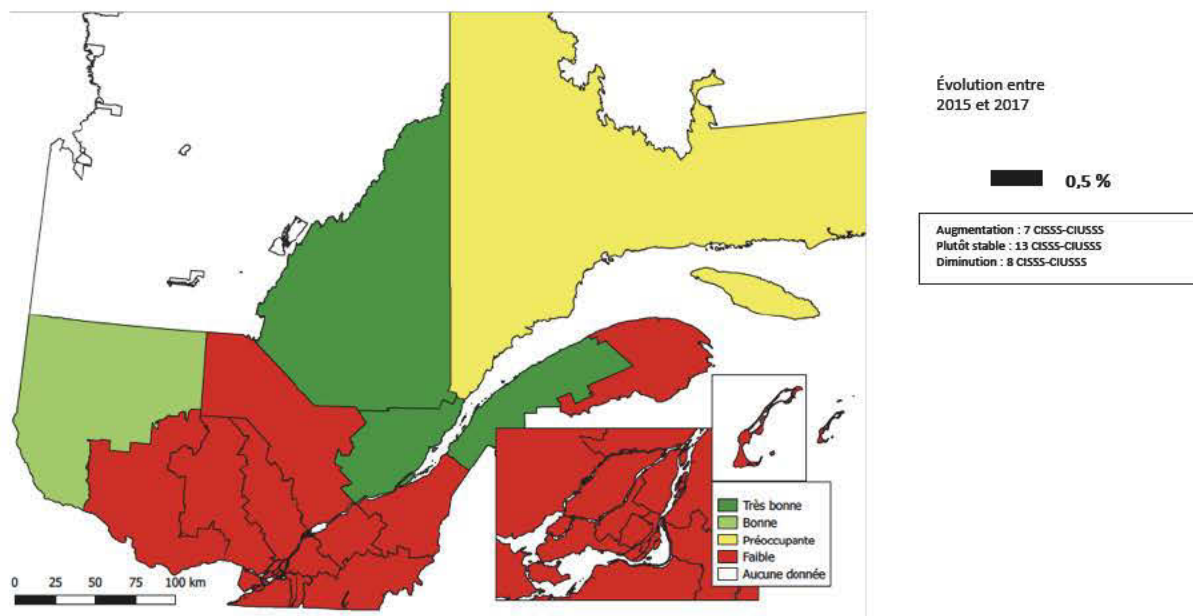 Évolution entre
2015 et 2017
0,5 %
Augmentation : 7 CISSS-CIUSSS
Plutôt stable : 13 CISSS-CIUSSS
Diminution : 8 CISSS-CIUSSS
Très bonne
Bonne
Préoccupante
Faible
Aucune donnée
0 25 50 75 100 km